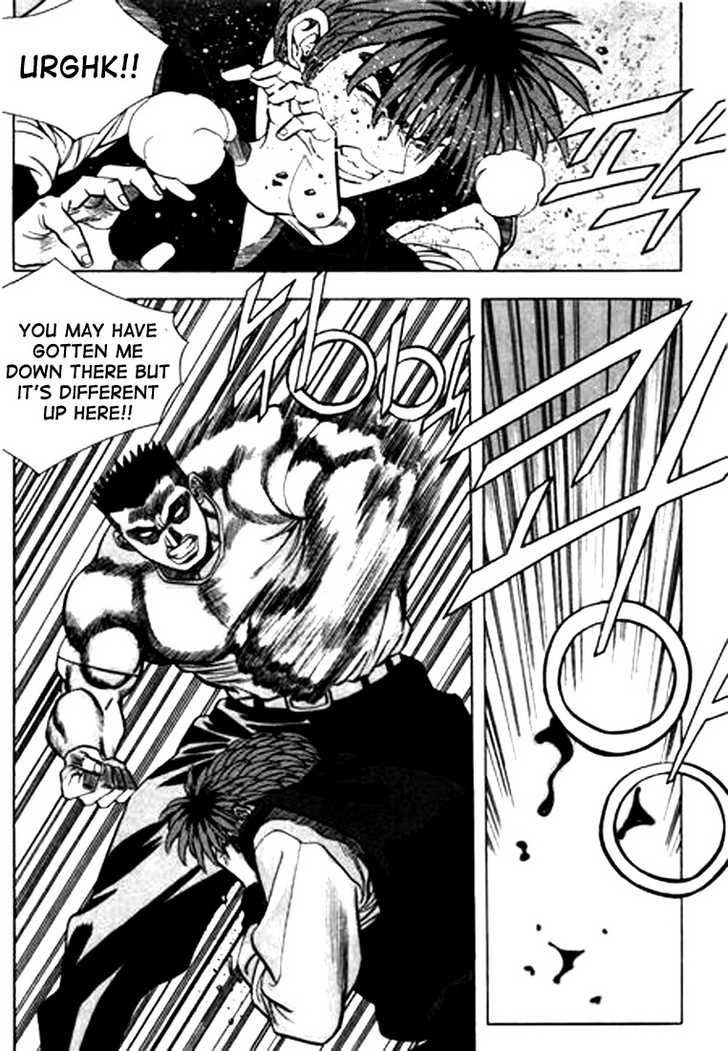 URGHK!!
YOU MAY HAVE
GOTTEN ME
DOWN THERE BUT
IT'S DIFFERENT
UP HERE!!